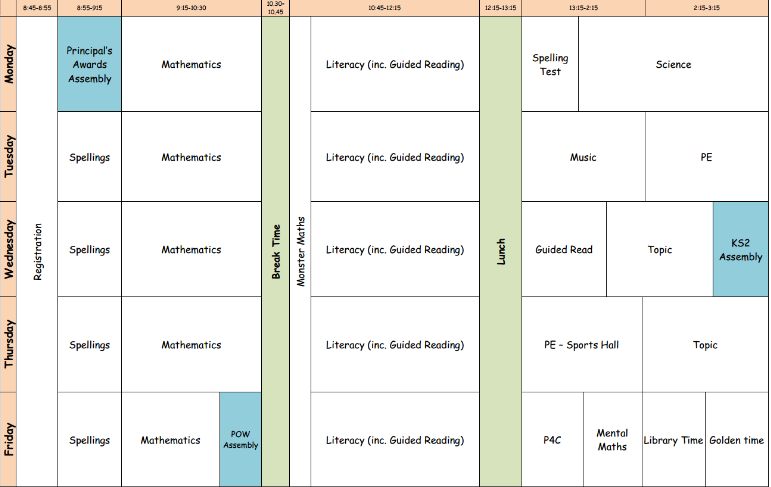 8:45-8:55
8:55-9:15
9:15-10:30
10.30-
10.45
10:45-12:15
12:15-13:15
13:15-2:15
2:15-3:15
Monday
Principal's
Awards
Assembly
Mathematics
Literacy (inc. Guided Reading)
Spelling
Test
Science
Tuesday
Spellings
Mathematics
Literacy (inc. Guided Reading)
Music
PE
Wednesday
Registration
Spellings
Mathematics
Break Time
Monster Maths
Literacy (inc. Guided Reading)
Lunch
Guided Read
Topic
KS2
Assembly
Thursday
Spellings
Mathematics
Literacy (inc. Guided Reading)
PE – Sports Hall
Topic
Friday
Spellings
Mathematics
POW
Assembly
Literacy (inc. Guided Reading)
P4C
Mental
Maths
Library Time
Golden time